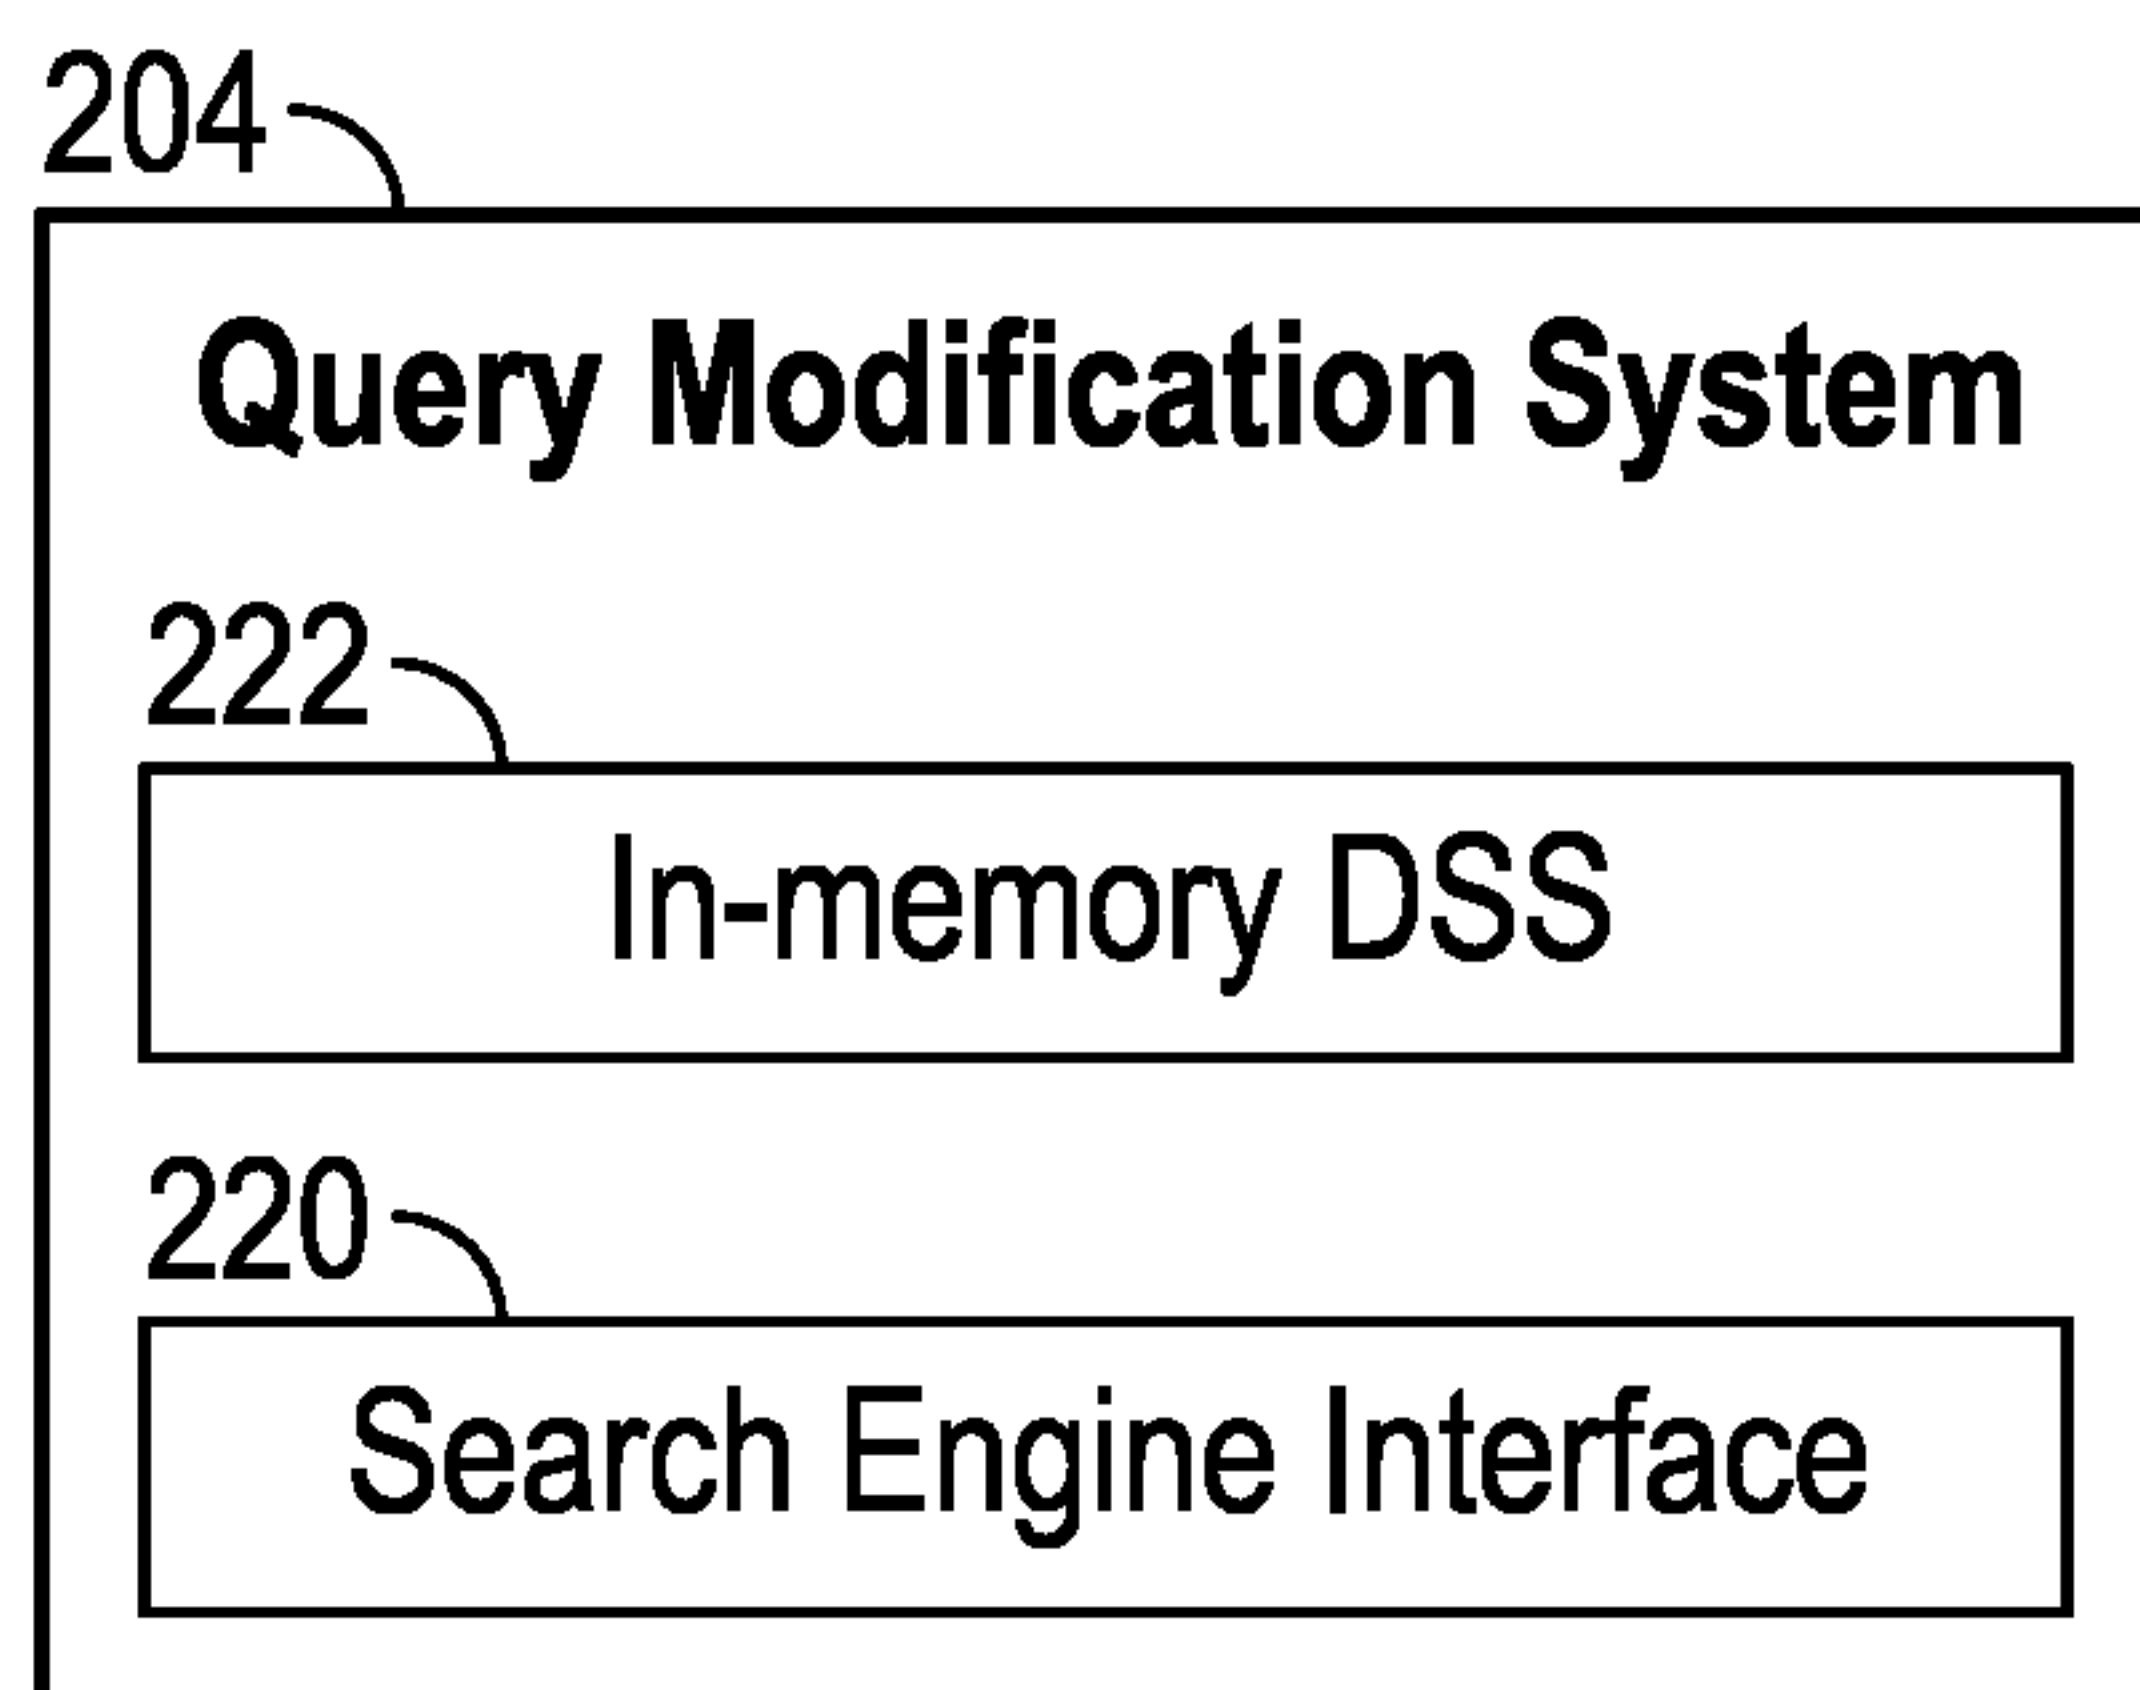 204
Query Modification System
222
In-memory DSS
220
Search Engine Interface